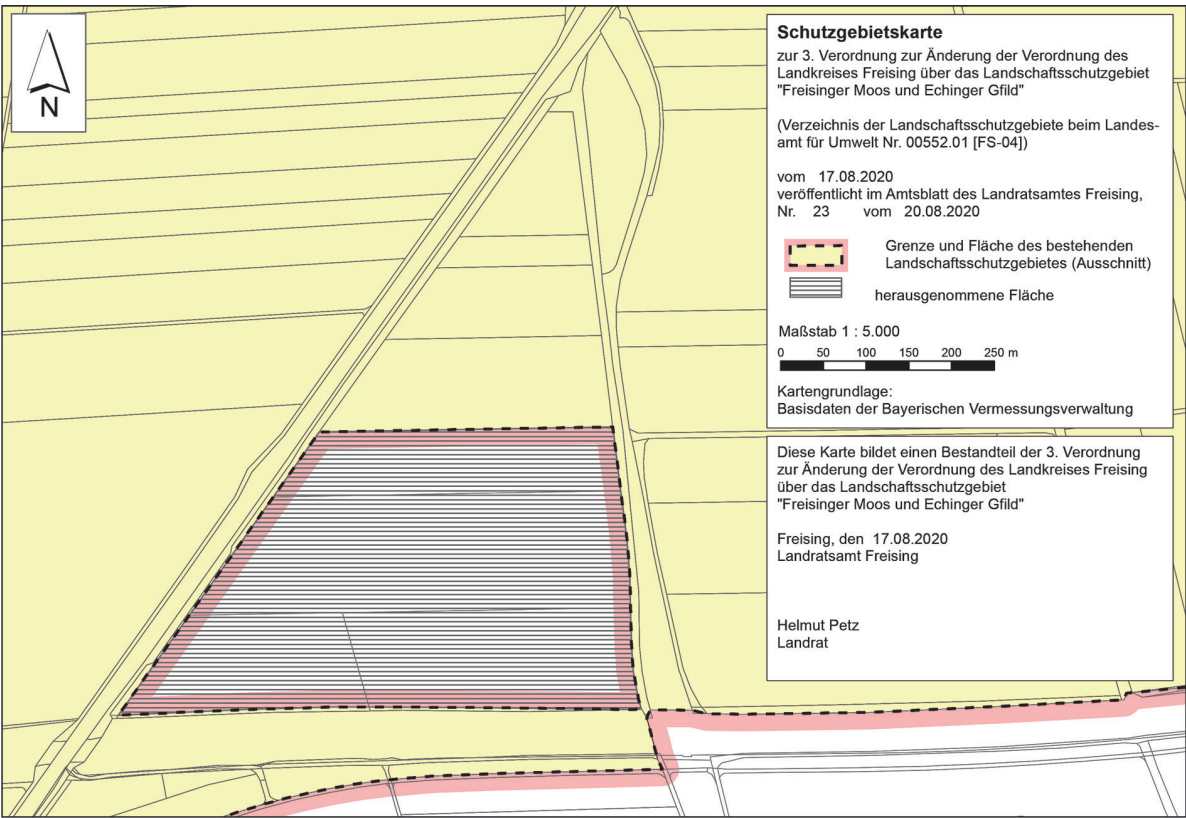 N
Schutzgebietskarte
zur 3. Verordnung zur Änderung der Verordnung des
Landkreises Freising über das Landschaftsschutzgebiet
"Freisinger Moos und Echinger Gfild"
(Verzeichnis der Landschaftsschutzgebiete beim Landes-
amt für Umwelt Nr. 00552.01 [FS-04])
vom 17.08.2020
veröffentlicht im Amtsblatt des Landratsamtes Freising,
Nr. 23 vom 20.08.2020
Grenze und Fläche des bestehenden
Landschaftsschutzgebietes (Ausschnitt)
herausgenommene Fläche
Maßstab 1 : 5.000
0 50 100 150 200 250 m
Kartengrundlage:
Basisdaten der Bayerischen Vermessungsverwaltung
Diese Karte bildet einen Bestandteil der 3. Verordnung
zur Änderung der Verordnung des Landkreises Freising
über das Landschaftsschutzgebiet
"Freisinger Moos und Echinger Gfild"
Freising, den 17.08.2020
Landratsamt Freising
Helmut Petz
Landrat